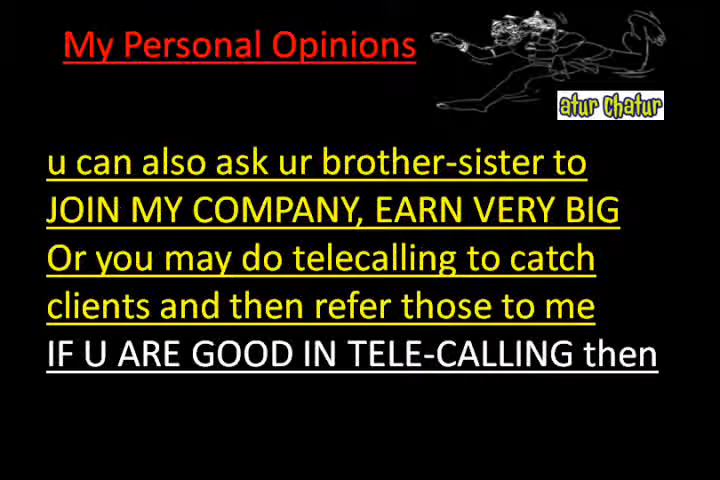 My Personal Opinions
atur Chatur
u can also ask ur brother-sister to
JOIN MY COMPANY, EARN VERY BIG
Or you may do telecalling to catch
clients and then refer those to me
IF U ARE GOOD IN TELE-CALLING then